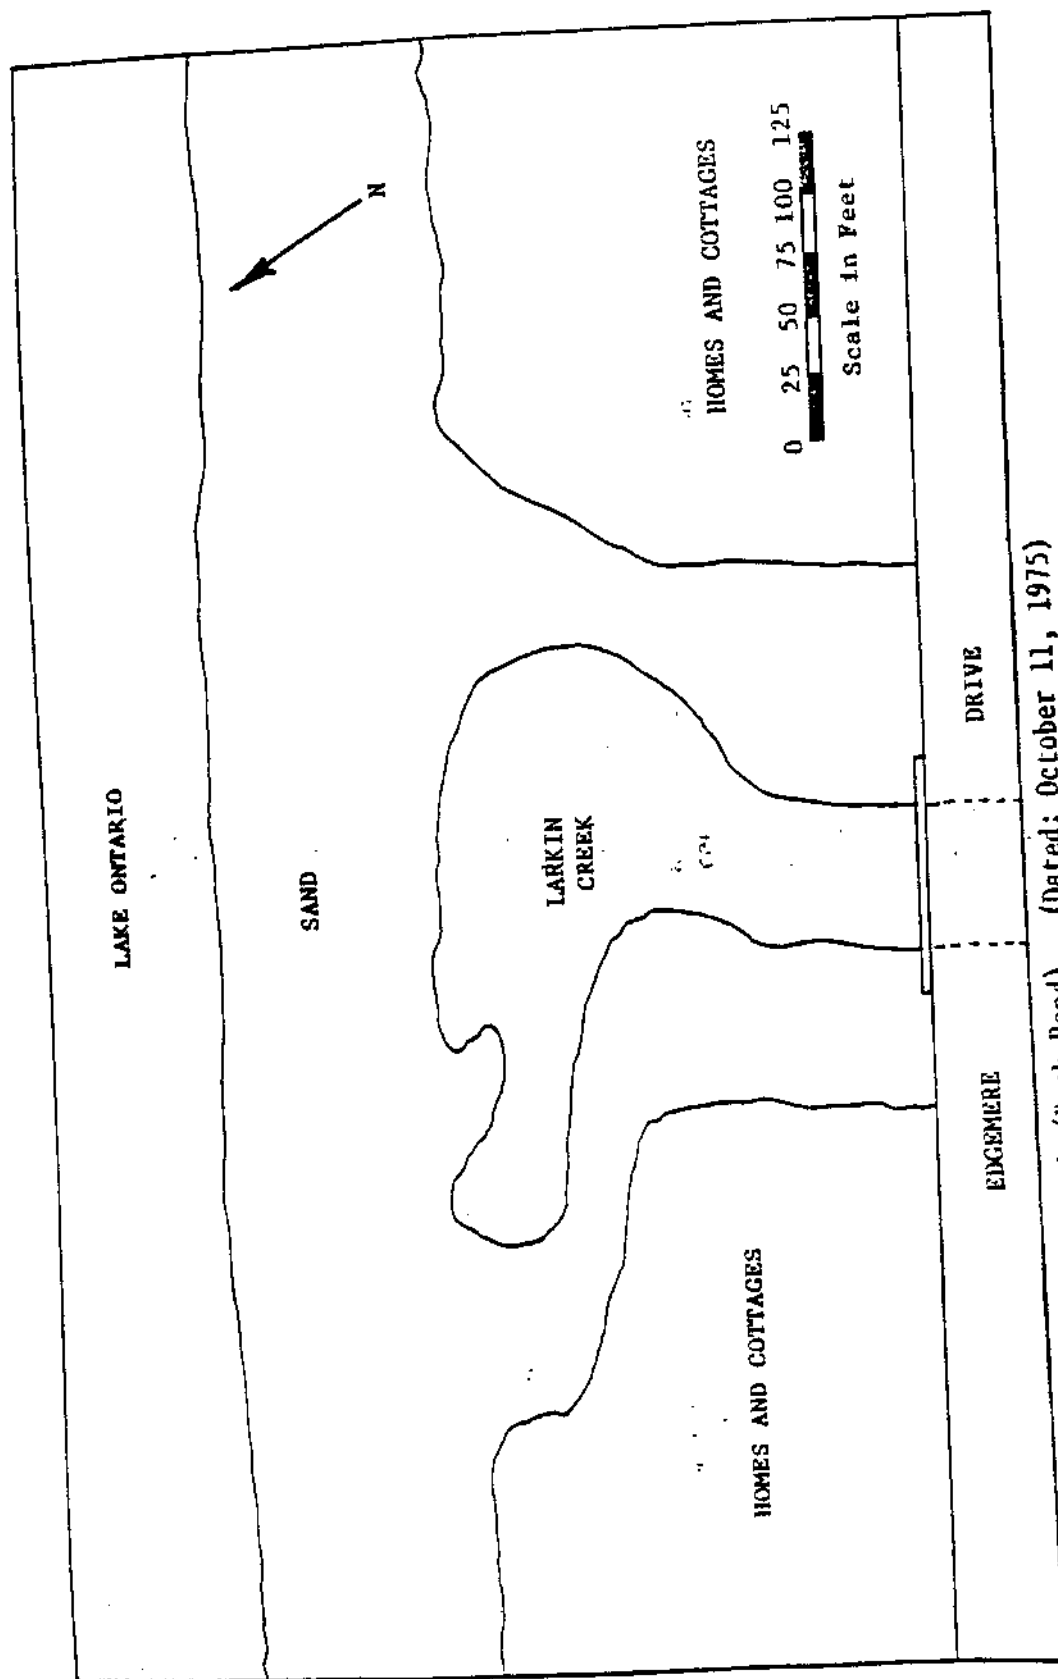 LAKE ONTARIO
SAND
N
LARKIN
CREEK
HOMES AND COTTAGES
HOMES AND COTTAGES
0 25 50 75 100 125
Scale in Feet
EDGEMERE DRIVE
(Dated: October 11, 1975)